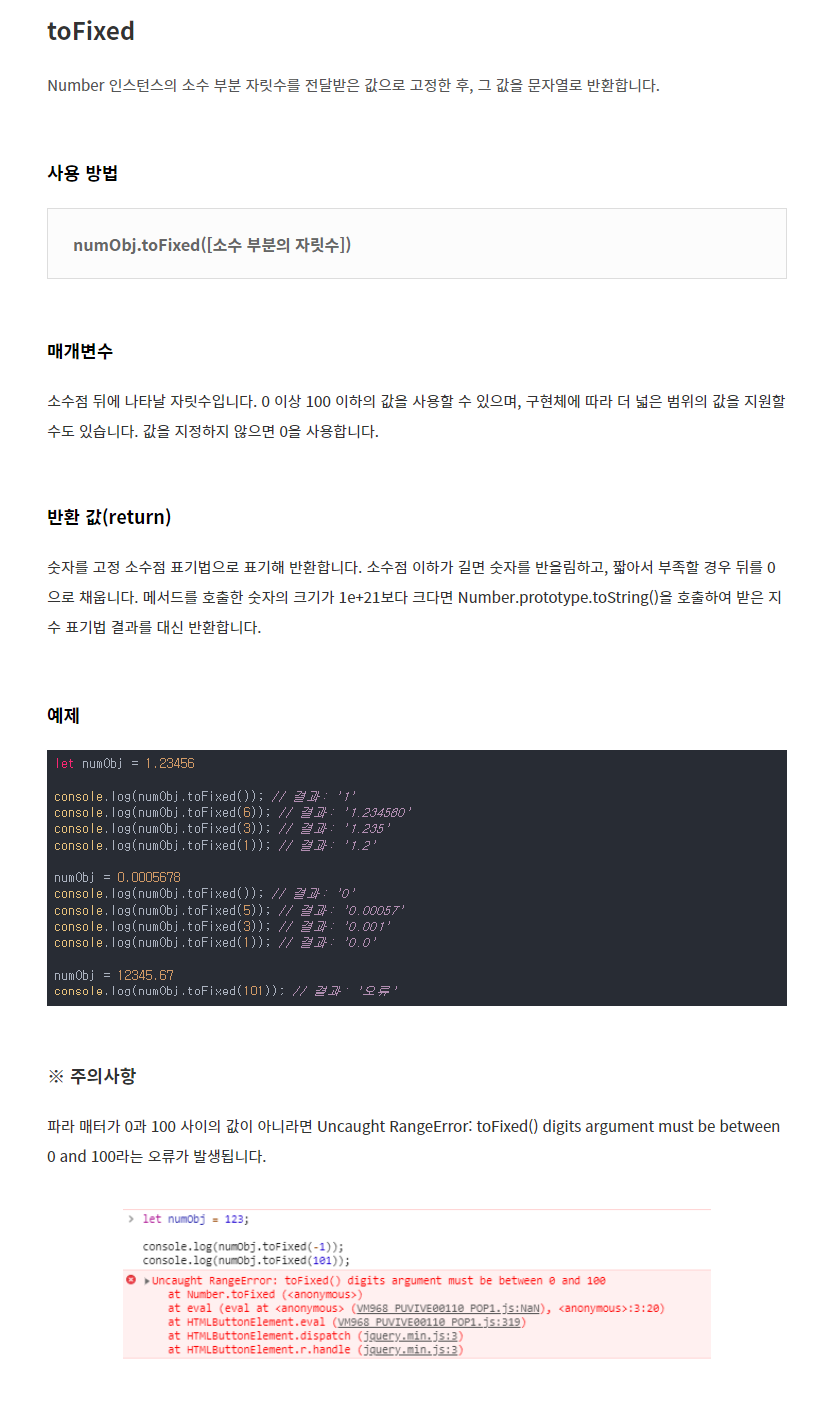 toFixed
Number 인스턴스의 소수 부분 자릿수를 전달받은 값으로 고정한 후, 그 값을 문자열로 반환합니다.
사용 방법
numObj.toFixed([소수 부분의 자릿수])
매개변수
소수점 뒤에 나타날 자릿수입니다. 0 이상 100 이하의 값을 사용할 수 있으며, 구현체에 따라 더 넓은 범위의 값을 지원할
수도 있습니다. 값을 지정하지 않으면 0을 사용합니다.
반환 값(return)
숫자를 고정 소수점 표기법으로 표기해 반환합니다. 소수점 이하가 길면 숫자를 반올림하고, 짧아서 부족할 경우 뒤를 0
으로 채웁니다. 메서드를 호출한 숫자의 크기가 1e+21보다 크다면 Number.prototype.toString()을 호출하여 받은 지
수 표기법 결과를 대신 반환합니다.
예제
let numObj = 1.23456
console.log(numObj.toFixed()); // 결과: '1'
console.log(numObj.toFixed(6)); // 결과: '1.234560'
console.log(numObj.toFixed(3)); // 결과: '1.235'
console.log(numObj.toFixed(1)); // 결과: '1.2'
numObj = 0.0005678
console.log(numObj.toFixed()); // 결과: '0'
console.log(numObj.toFixed(5)); // 결과: '0.00057'
console.log(numObj.toFixed(3)); // 결과: '0.001'
console.log(numObj.toFixed(1)); // 결과: '0.0'
numObj = 12345.67
console.log(numObj.toFixed(101)); // 결과: '오류'
※ 주의사항
파라 매터가 0과 100 사이의 값이 아니라면 Uncaught RangeError: toFixed() digits argument must be between
0 and 100라는 오류가 발생됩니다.
> let numObj = 123;
console.log(numObj.toFixed(-1));
console.log(numObj.toFixed(101));
▶Uncaught RangeError: toFixed() digits argument must be between 0 and 100
at Number.toFixed (<anonymous>)
at eval (eval at <anonymous> (VM968 PUVIVE00110 POP1.js:NaN), <anonymous>:3:20)
at HTMLButtonElement.eval (VM968 PUVIVE00110 POP1.js:319)
at HTMLButtonElement.dispatch (jquery.min.js:3)
at HTMLButtonElement.r.handle (jquery.min.js:3)